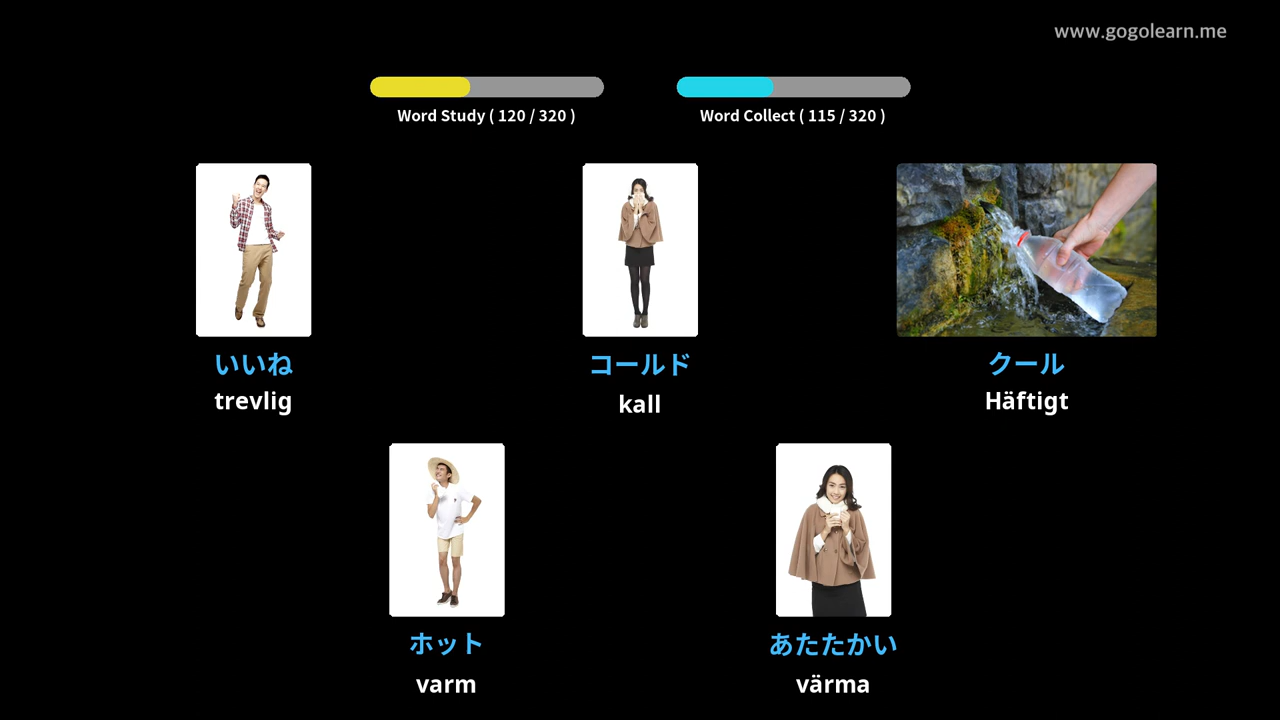 www.gogolearn.me
Word Study ( 120 / 320 )
Word Collect ( 115 / 320 )
いいね
trevlig
コールド
kall
クール
Häftigt
ホット
varm
あたたかい
värma